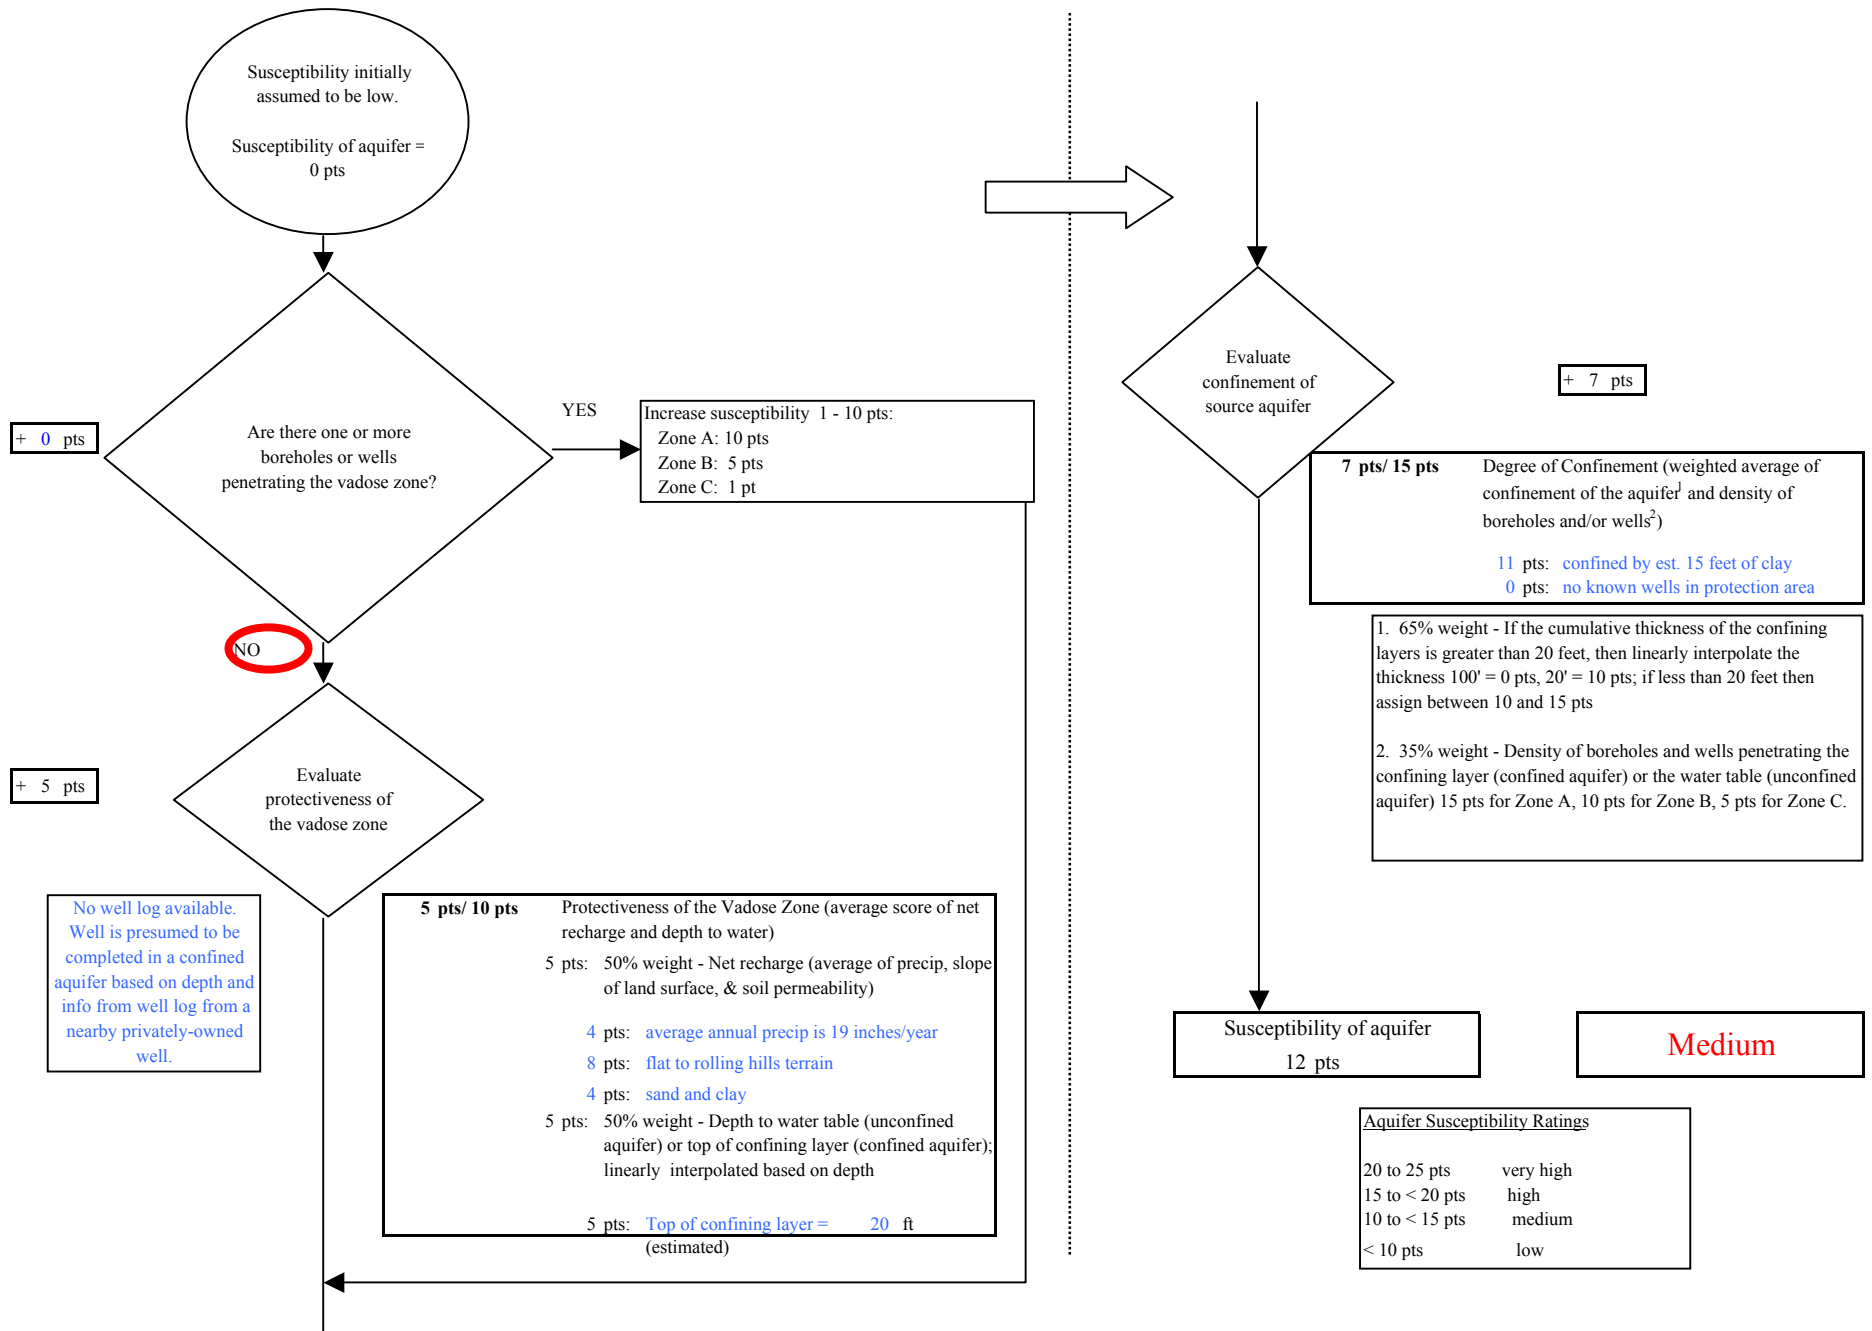 Susceptibility initially
assumed to be low.
Susceptibility of aquifer =
0 pts
+ 0 pts
Are there one or more
boreholes or wells
penetrating the vadose zone?
YES
Increase susceptibility 1 - 10 pts:
Zone A: 10 pts
Zone B: 5 pts
Zone C: 1 pt
NO
+ 5 pts
Evaluate
protectiveness of
the vadose zone
No well log available.
Well is presumed to be
completed in a confined
aquifer based on depth and
info from well log from a
nearby privately-owned
well.
5 pts/ 10 pts Protectiveness of the Vadose Zone (average score of net
recharge and depth to water)
5 pts: 50% weight - Net recharge (average of precip, slope
of land surface, & soil permeability)
4 pts: average annual precip is 19 inches/year
8 pts: flat to rolling hills terrain
4 pts: sand and clay
5 pts: 50% weight - Depth to water table (unconfined
aquifer) or top of confining layer (confined aquifer);
linearly interpolated based on depth
5 pts: Top of confining layer = 20 ft
(estimated)
Evaluate
confinement of
source aquifer
+ 7 pts
7 pts/ 15 pts Degree of Confinement (weighted average of
confinement of the aquifer1 and density of
boreholes and/or wells2)
11 pts: confined by est. 15 feet of clay
0 pts: no known wells in protection area
1. 65% weight - If the cumulative thickness of the confining
layers is greater than 20 feet, then linearly interpolate the
thickness 100' = 0 pts, 20' = 10 pts; if less than 20 feet then
assign between 10 and 15 pts
2. 35% weight - Density of boreholes and wells penetrating the
confining layer (confined aquifer) or the water table (unconfined
aquifer) 15 pts for Zone A, 10 pts for Zone B, 5 pts for Zone C.
Susceptibility of aquifer
12 pts
Medium
Aquifer Susceptibility Ratings
20 to 25 pts very high
15 to < 20 pts high
10 to < 15 pts medium
< 10 pts low